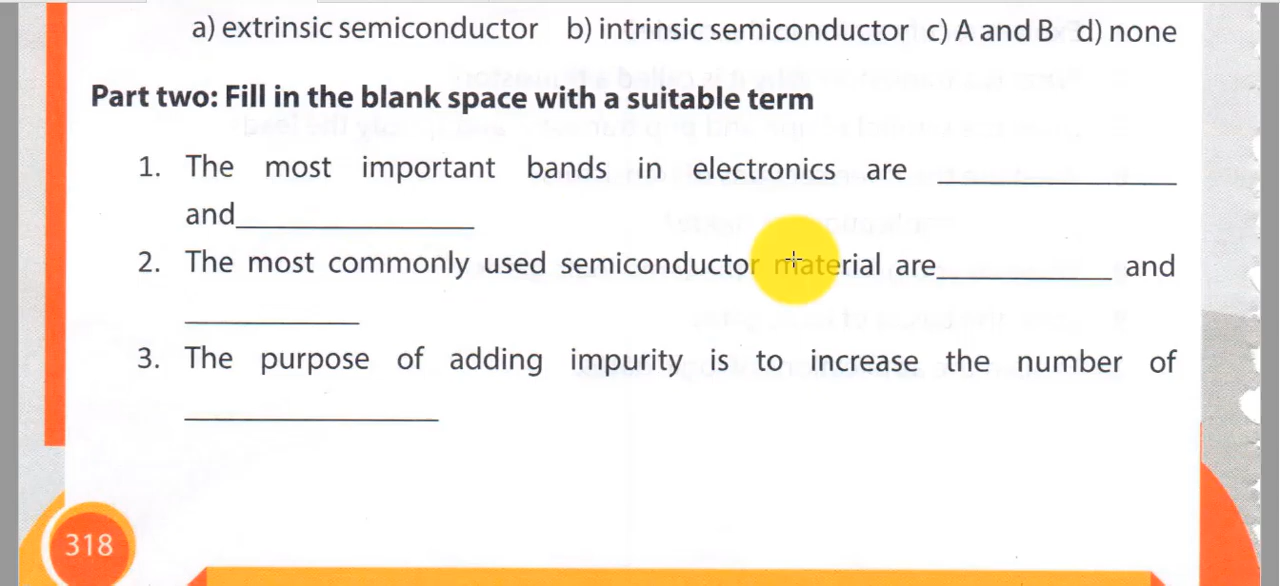 a) extrinsic semiconductor b) intrinsic semiconductor c) A and B d) none
Part two: Fill in the blank space with a suitable term
1. The most important bands in electronics are ____________
and____________
2. The most commonly used semiconductor material are____________ and
____________
3. The purpose of adding impurity is to increase the number of
____________
318